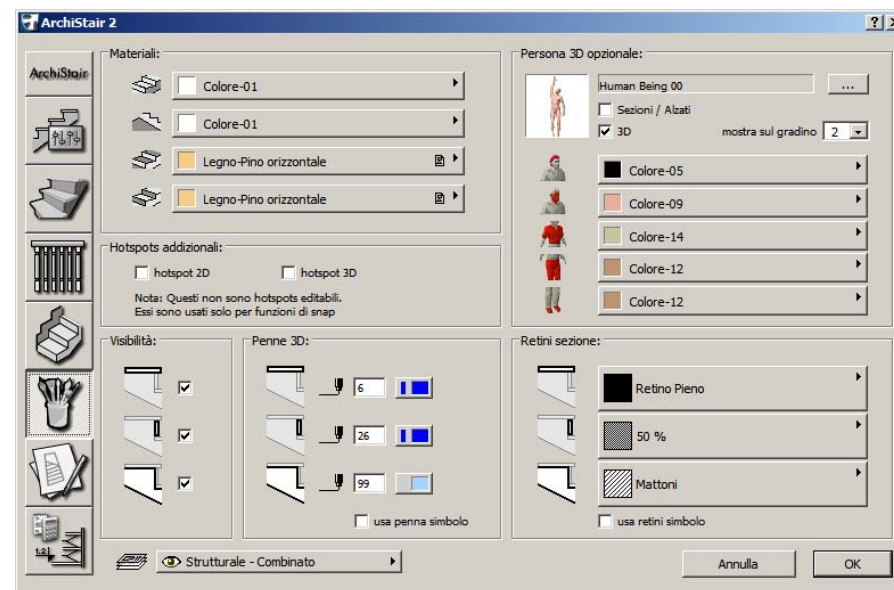 ArchiStair 2
ArchiStair
Materiali:
Colore-01
Colore-01
Legno-Pino orizzontale
Legno-Pino orizzontale
Hotspots addizionali:
hotspot 2D
hotspot 3D
Nota: Questi non sono hotspots editabili.
Essi sono usati solo per funzioni di snap
Visibilità:
Penne 3D:
6
26
99
usa penna simbolo
Persona 3D opzionale:
Human Being 00
...
Sezioni / Alzati
3D
mostra sul gradino 2
Colore-05
Colore-09
Colore-14
Colore-12
Colore-12
Retini sezione:
Retino Pieno
50 %
Mattoni
usa retini simbolo
1.2
Strutturale - Combinato
Annulla
OK